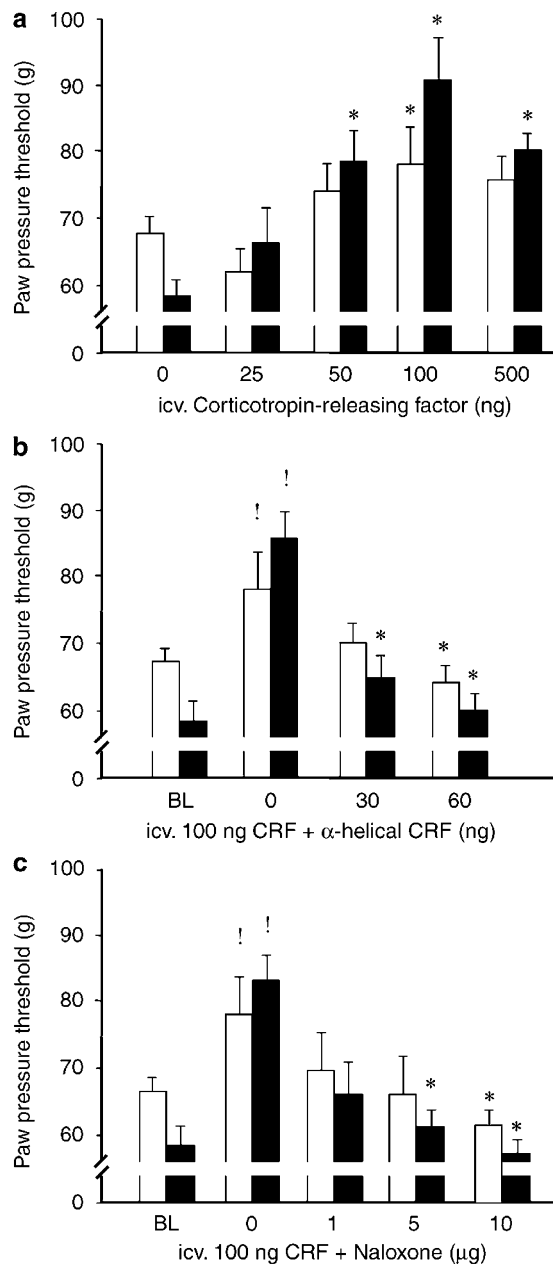 a
Paw pressure threshold (g)
100
90
80
70
60
0
* * * *
0 25 50 100 500
icv. Corticotropin-releasing factor (ng)
b
Paw pressure threshold (g)
100
90
80
70
60
0
! ! * * *
BL 0 30 60
icv. 100 ng CRF + α-helical CRF (ng)
c
Paw pressure threshold (g)
100
90
80
70
60
0
! ! * * *
BL 0 1 5 10
icv. 100 ng CRF + Naloxone (μg)